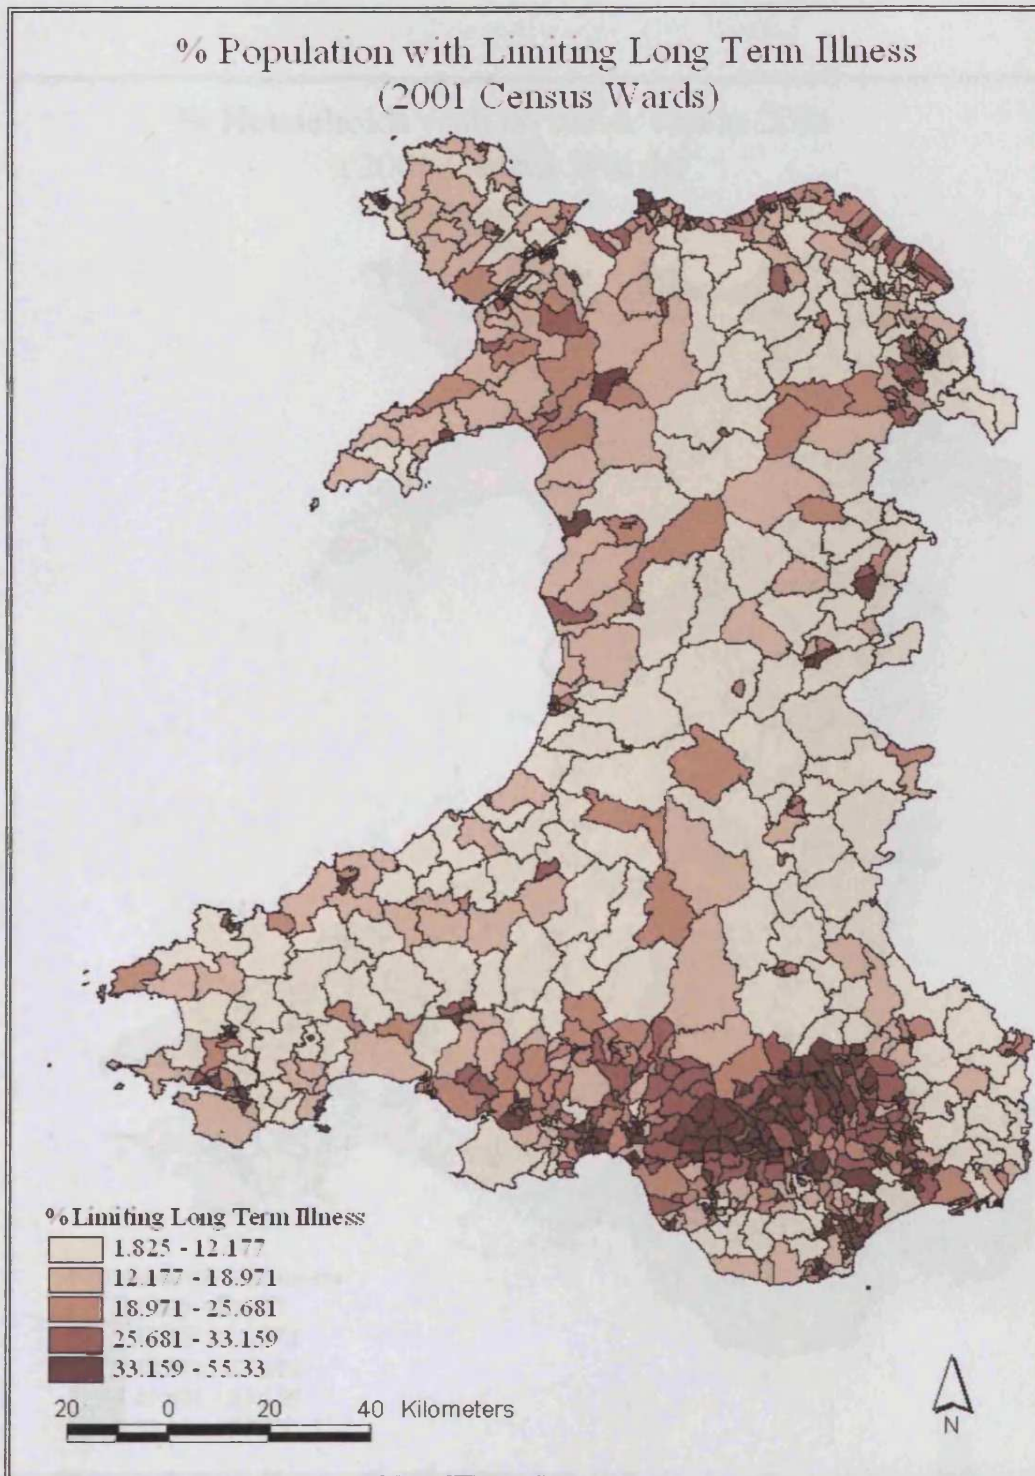 % Population with Limiting Long Term Illness
(2001 Census Wards)
% Limiting Long Term Illness
1.825 - 12.177
12.177 - 18.971
18.971 - 25.681
25.681 - 33.159
33.159 - 55.33
20 0 20 40 Kilometers
N